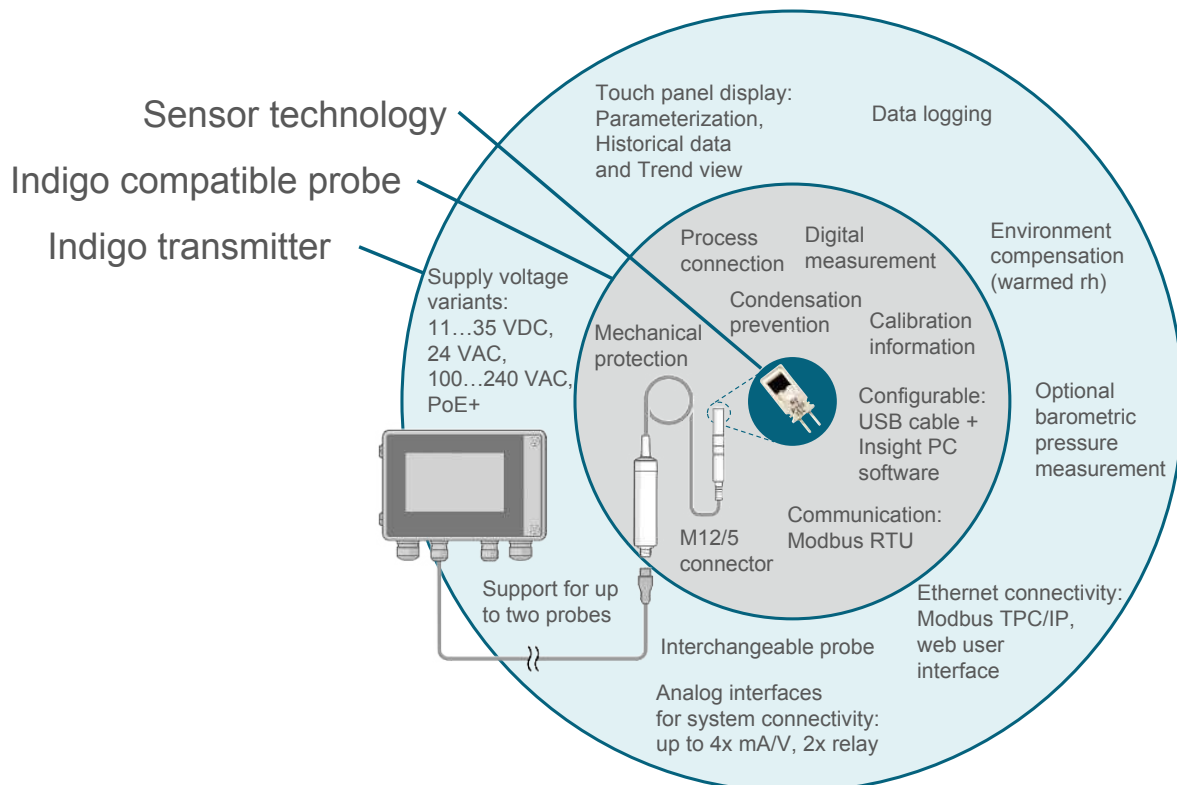 Sensor technology
Indigo compatible probe
Indigo transmitter
Touch panel display:
Parameterization,
Historical data
and Trend view
Data logging
Supply voltage
variants:
11…35 VDC,
24 VAC,
100…240 VAC,
PoE+
Process
connection
Digital
measurement
Environment
compensation
(warmed rh)
Condensation
prevention
Mechanical
protection
Calibration
information
Configurable:
USB cable +
Insight PC
software
Optional
barometric
pressure
measurement
M12/5
connector
Communication:
Modbus RTU
Support for up
to two probes
Interchangeable probe
Ethernet connectivity:
Modbus TPC/IP,
web user
interface
Analog interfaces
for system connectivity:
up to 4x mA/V, 2x relay